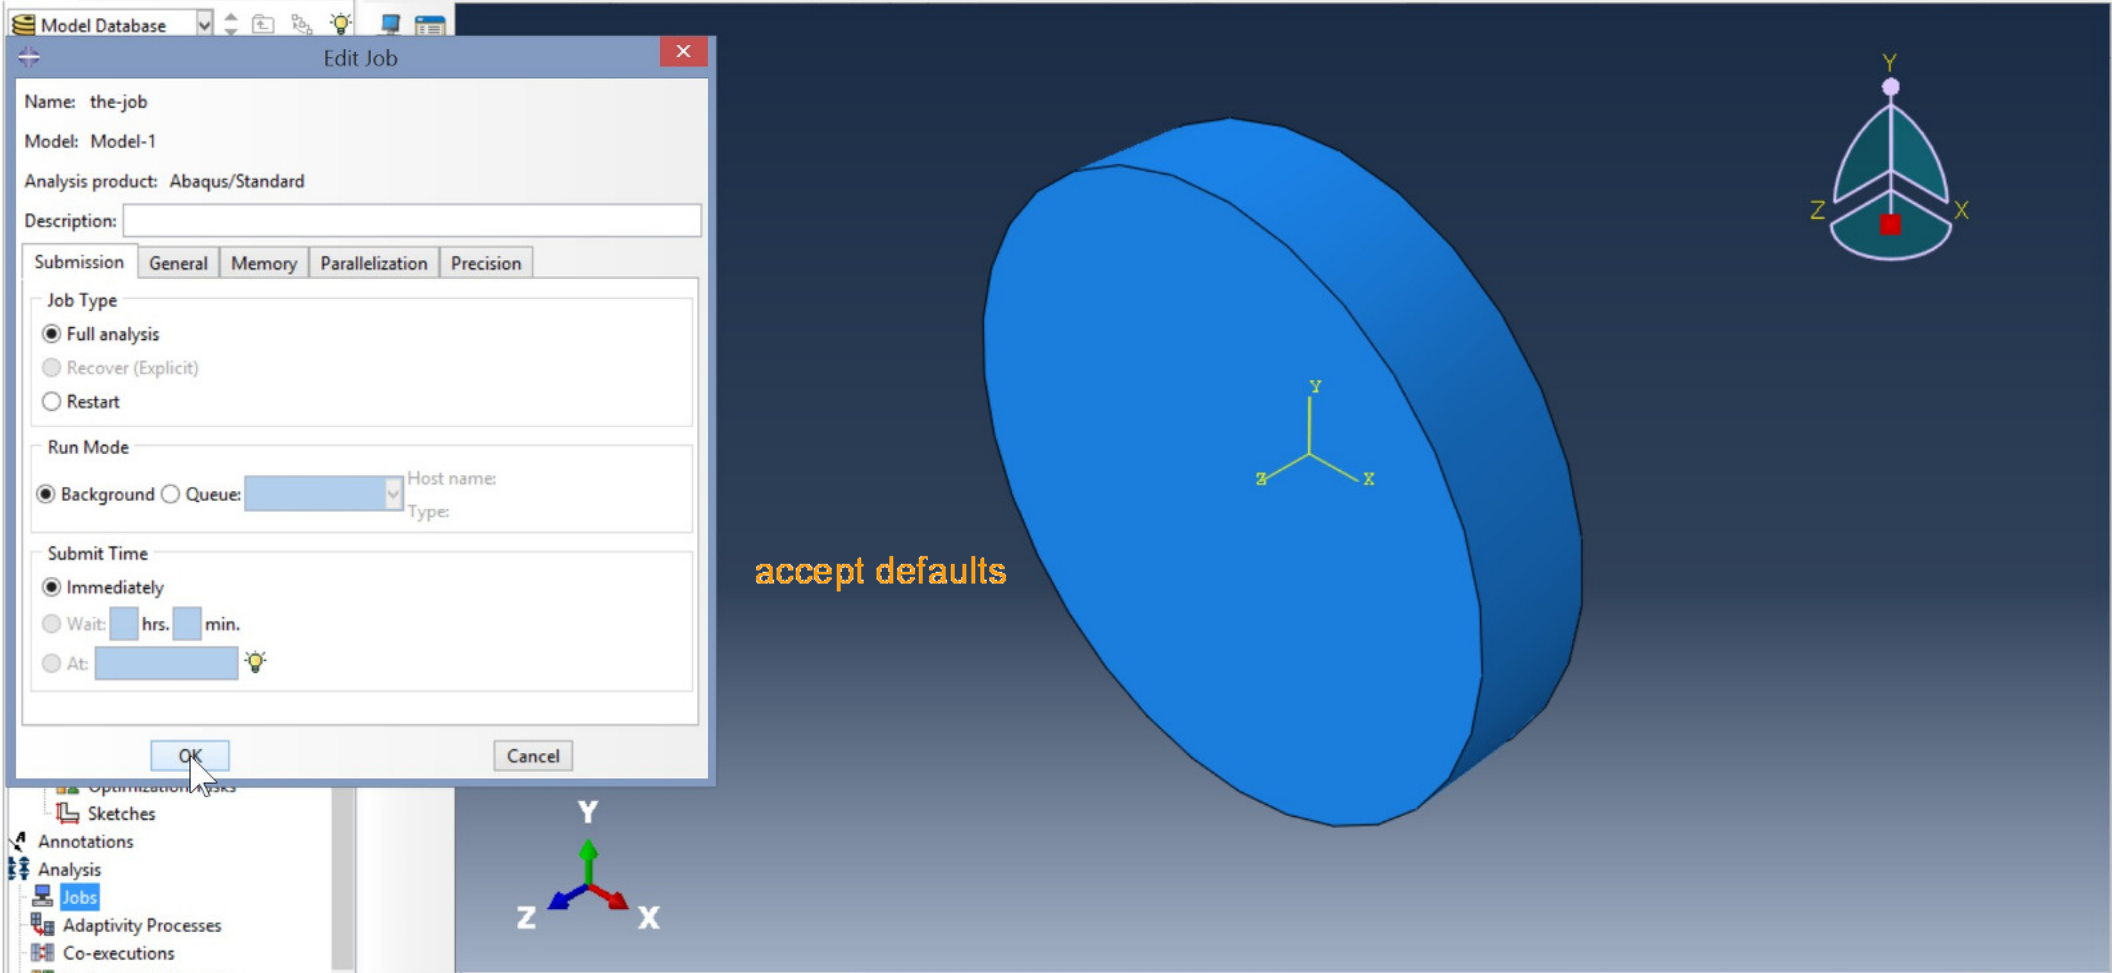 Model Database
Edit Job
Name: the-job
Model: Model-1
Analysis product: Abaqus/Standard
Description:
Submission General Memory Parallelization Precision
Job Type
Full analysis
Recover (Explicit)
Restart
Run Mode
Background Queue: Host name:
Type:
Submit Time
Immediately
Wait: hrs. min.
At:
OK Cancel
Sketches
Annotations
Analysis
Jobs
Adaptivity Processes
Co-executions
accept defaults
Y
Z X
Y
Z X
Y
Z X